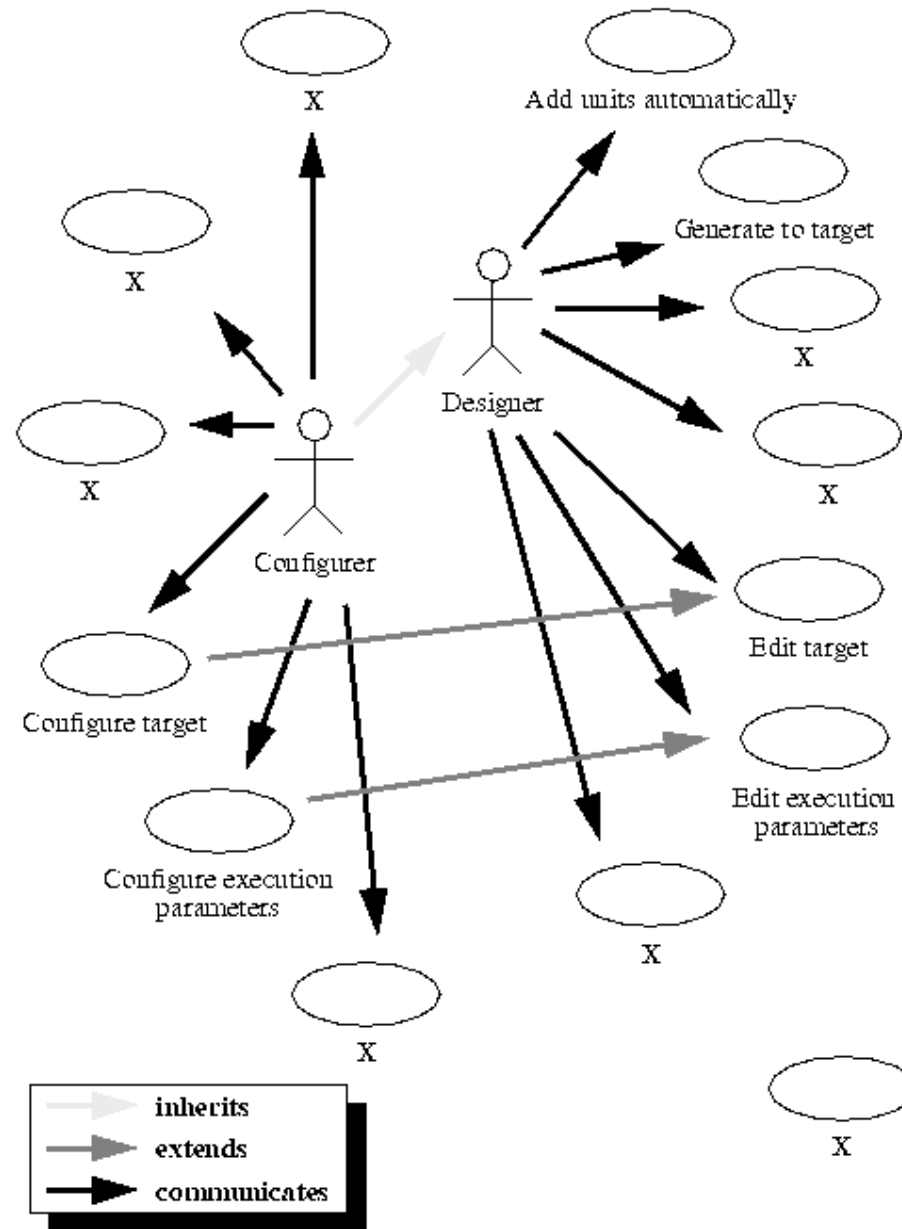 X
Add units automatically
Generate to target
X
X
X
Designer
X
X
Configurer
Edit target
Configure target
Edit execution
parameters
Configure execution
parameters
X
X
X
inherits
extends
communicates